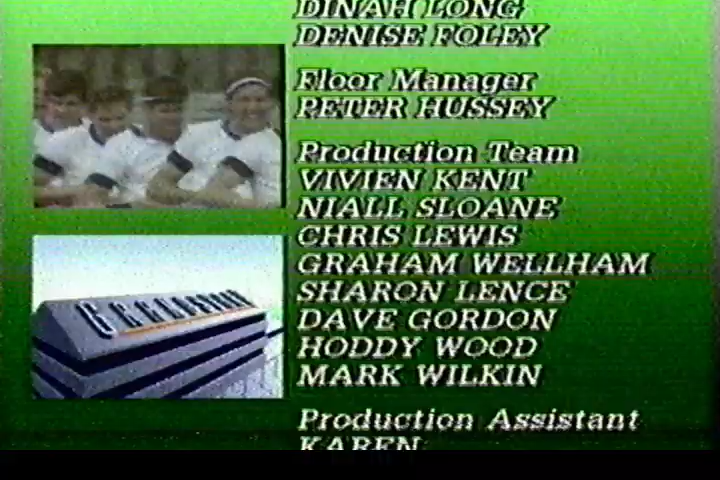 DINAH LONG
DENISE FOLEY
Floor Manager
PETER HUSSEY
Production Team
VIVIEN KENT
NIALL SLOANE
CHRIS LEWIS
GRAHAM WELLHAM
SHARON LENCE
DAVE GORDON
HODDY WOOD
MARK WILKIN
Production Assistant
KAREN